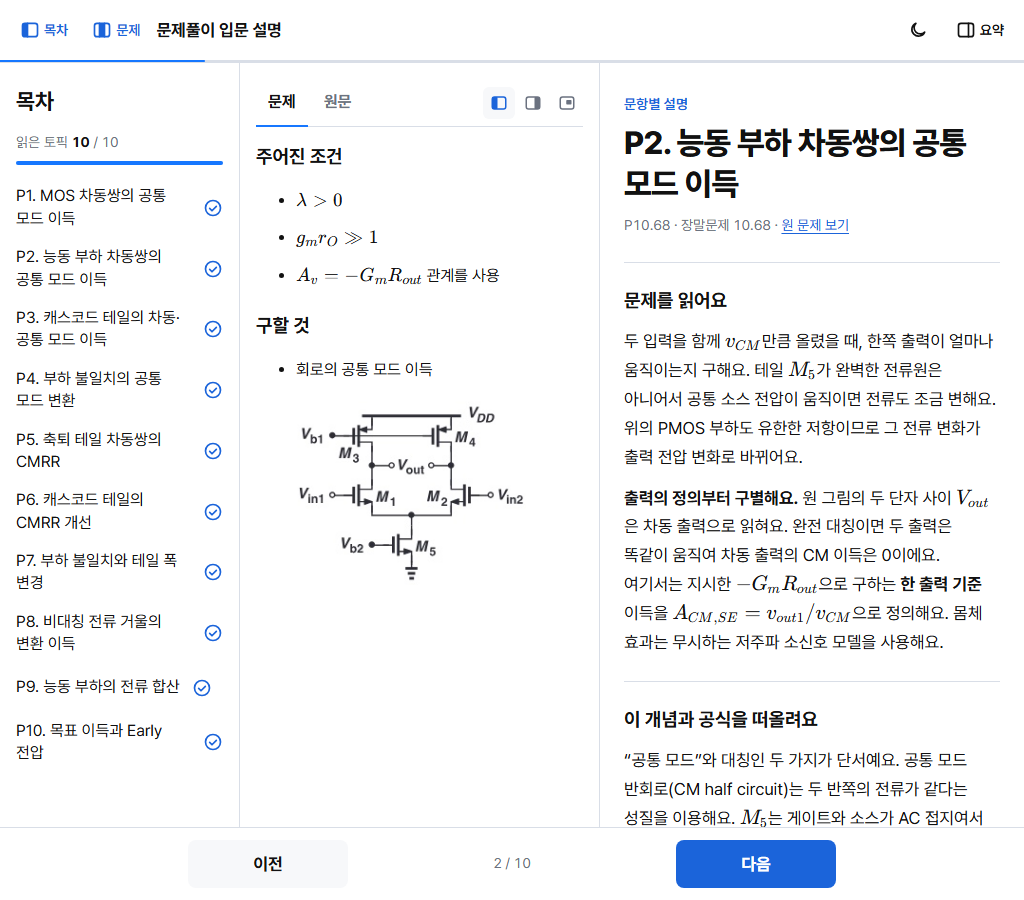 목차
문제
문제풀이 입문 설명
요약
목차
읽은 토픽 10 / 10
P1. MOS 차동쌍의 공통
모드 이득
P2. 능동 부하 차동쌍의
공통 모드 이득
P3. 캐스코드 테일의 차동·
공통 모드 이득
P4. 부하 불일치의 공통
모드 변환
P5. 축퇴 테일 차동쌍의
CMRR
P6. 캐스코드 테일의
CMRR 개선
P7. 부하 불일치와 테일 폭
변경
P8. 비대칭 전류 거울의
변환 이득
P9. 능동 부하의 전류 합산
P10. 목표 이득과 Early
전압
문제
원문
주어진 조건
• λ > 0
• g_m r_O ≫ 1
• A_v = −G_m R_out 관계를 사용
구할 것
• 회로의 공통 모드 이득
V_DD
V_b1
M_3
M_4
V_out
V_in1
M_1
M_2
V_in2
V_b2
M_5
문항별 설명
P2. 능동 부하 차동쌍의 공통
모드 이득
P10.68 · 장말문제 10.68 · 원 문제 보기
문제를 읽어요
두 입력을 함께 v_CM만큼 올렸을 때, 한쪽 출력이 얼마나
움직이는지 구해요. 테일 M_5가 완벽한 전류원은
아니어서 공통 소스 전압이 움직이면 전류도 조금 변해요.
위의 PMOS 부하도 유한한 저항이므로 그 전류 변화가
출력 전압 변화로 바뀌어요.
출력의 정의부터 구별해요. 원 그림의 두 단자 사이 V_out
은 차동 출력으로 읽혀요. 완전 대칭이면 두 출력은
똑같이 움직여 차동 출력의 CM 이득은 0이에요.
여기서는 지시한 −G_m R_out으로 구하는 한 출력 기준
이득을 A_CM,SE = v_out1/v_CM으로 정의해요. 몸체
효과는 무시하는 저주파 소신호 모델을 사용해요.
이 개념과 공식을 떠올려요
“공통 모드”와 대칭인 두 가지가 단서예요. 공통 모드
반회로(CM half circuit)는 두 반쪽의 전류가 같다는
성질을 이용해요. M_5는 게이트와 소스가 AC 접지여서
이전
2 / 10
다음